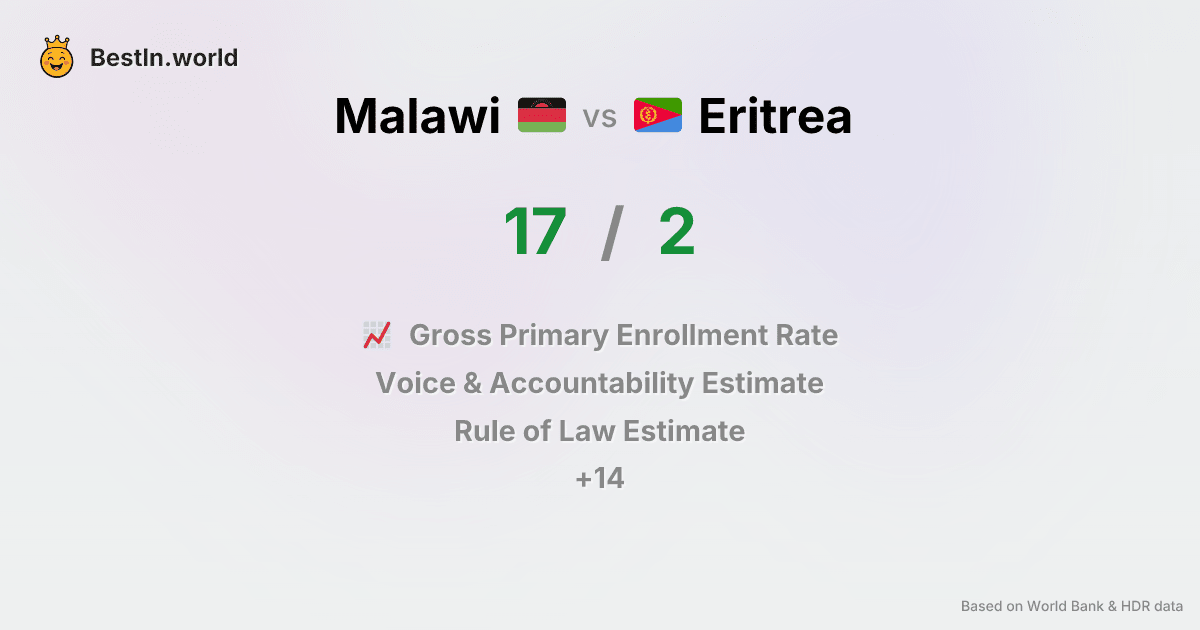 BestIn.world
Malawi vs Eritrea
17 / 2
Gross Primary Enrollment Rate
Voice & Accountability Estimate
Rule of Law Estimate
+14
Based on World Bank & HDR data